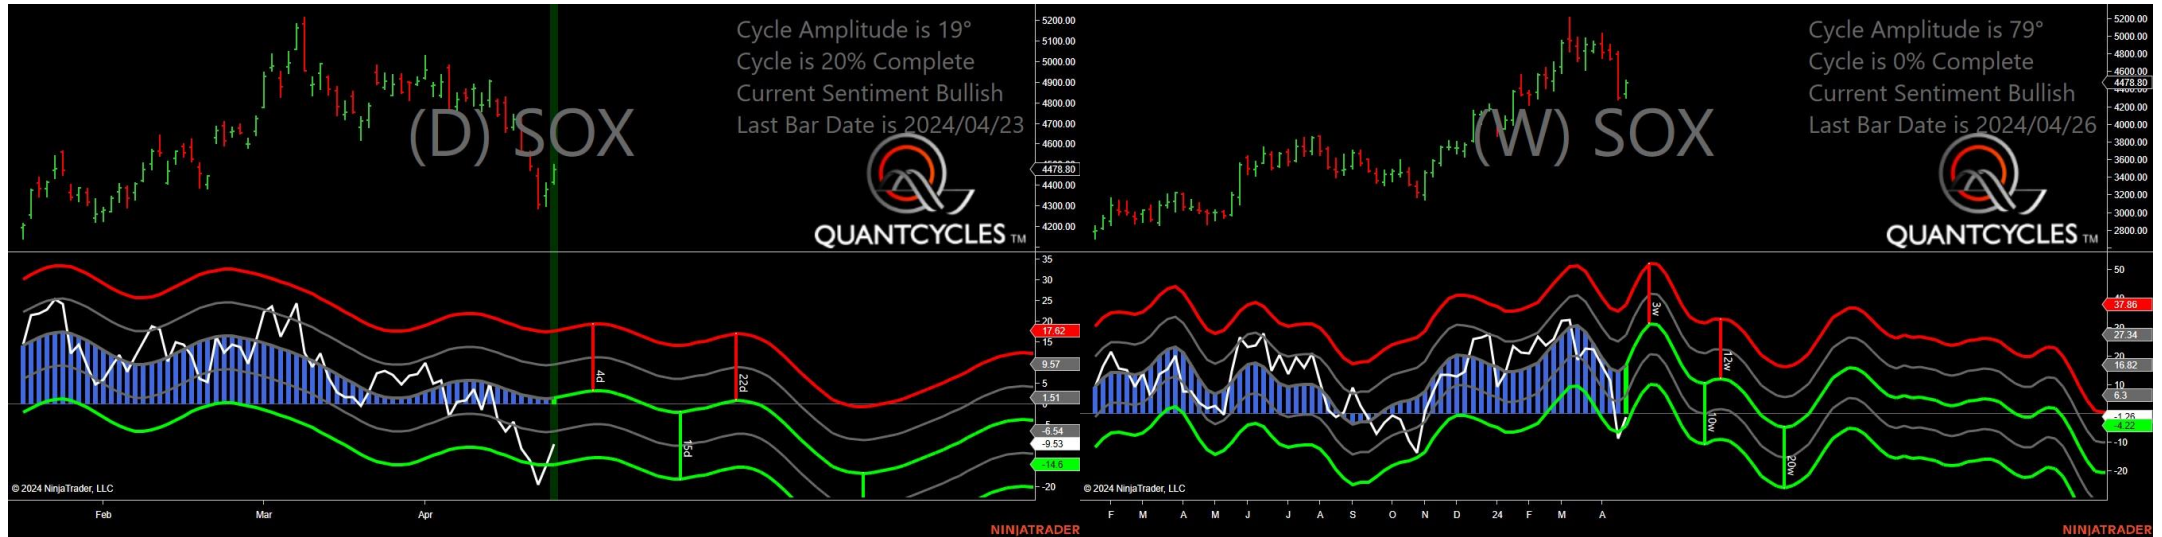 Cycle Amplitude is 19°
Cycle is 20% Complete
Current Sentiment Bullish
Last Bar Date is 2024/04/23
(D) SOX
QUANTCYCLES TM
5200.00
5100.00
5000.00
4900.00
4800.00
4700.00
4600.00
4478.80
4400.00
4300.00
4200.00
35
30
25
20
17.62
15
9.57
5
1.51
-6.54
-9.53
-14.6
-20
4d
15d
22d
© 2024 NinjaTrader, LLC
Feb Mar Apr
NINJATRADER
Cycle Amplitude is 79°
Cycle is 0% Complete
Current Sentiment Bullish
Last Bar Date is 2024/04/26
(W) SOX
QUANTCYCLES TM
5200.00
5000.00
4800.00
4600.00
4478.80
4200.00
4000.00
3800.00
3600.00
3400.00
3200.00
3000.00
2800.00
50
37.86
27.34
20
16.82
10
6.3
-1.26
-4.22
-10
-20
3w
10w
12w
20w
© 2024 NinjaTrader, LLC
F M A M J J A S O N D 24 F M A
NINJATRADER